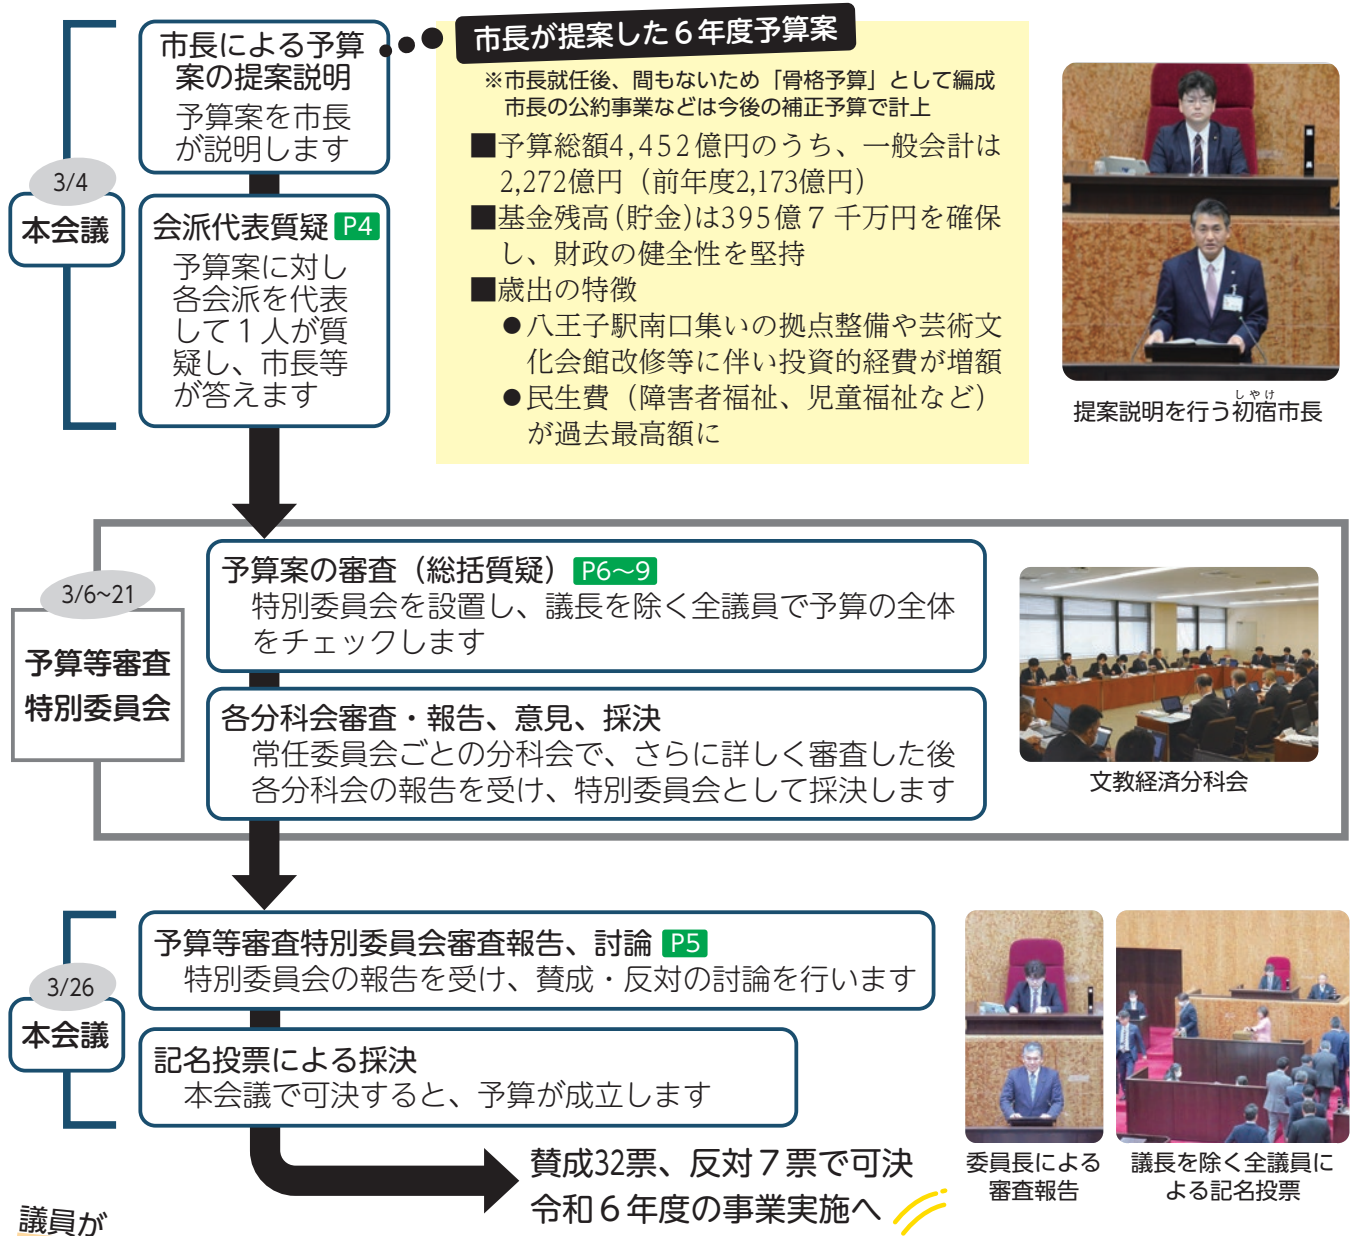 市長による予算
案の提案説明
予算案を市長
が説明します
市長が提案した６年度予算案
※市長就任後、間もないため「骨格予算」として編成
市長の公約事業などは今後の補正予算で計上
■予算総額4,452億円のうち、一般会計は
2,272億円（前年度2,173億円）
■基金残高(貯金)は395億７千万円を確保
し、財政の健全性を堅持
■歳出の特徴
●八王子駅南口集いの拠点整備や芸術文
化会館改修等に伴い投資的経費が増額
●民生費（障害者福祉、児童福祉など）
が過去最高額に
しやけ
提案説明を行う初宿市長
3/4
本会議
会派代表質疑 P4
予算案に対し
各会派を代表
して１人が質
疑し、市長等
が答えます
3/6~21
予算等審査
特別委員会
予算案の審査（総括質疑） P6～9
特別委員会を設置し、議長を除く全議員で予算の全体
をチェックします
各分科会審査・報告、意見、採決
常任委員会ごとの分科会で、さらに詳しく審査した後
各分科会の報告を受け、特別委員会として採決します
文教経済分科会
3/26
本会議
予算等審査特別委員会審査報告、討論 P5
特別委員会の報告を受け、賛成・反対の討論を行います
記名投票による採決
本会議で可決すると、予算が成立します
委員長による
審査報告
議長を除く全議員に
よる記名投票
賛成32票、反対７票で可決
令和６年度の事業実施へ
議員が